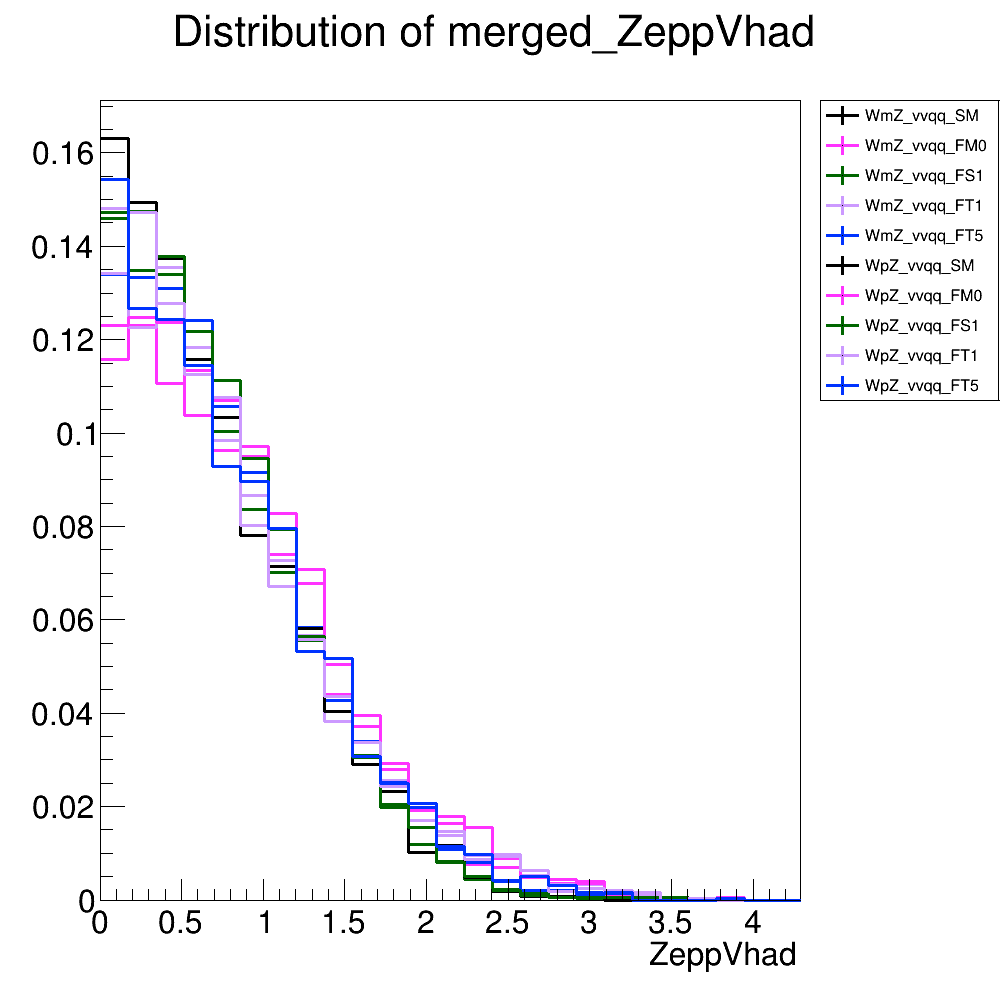 Distribution of merged_ZeppVhad
WmZ_vvqq_SM
WmZ_vvqq_FM0
WmZ_vvqq_FS1
WmZ_vvqq_FT1
WmZ_vvqq_FT5
WpZ_vvqq_SM
WpZ_vvqq_FM0
WpZ_vvqq_FS1
WpZ_vvqq_FT1
WpZ_vvqq_FT5
0.16
0.14
0.12
0.1
0.08
0.06
0.04
0.02
0
0 0.5 1 1.5 2 2.5 3 3.5 4
ZeppVhad